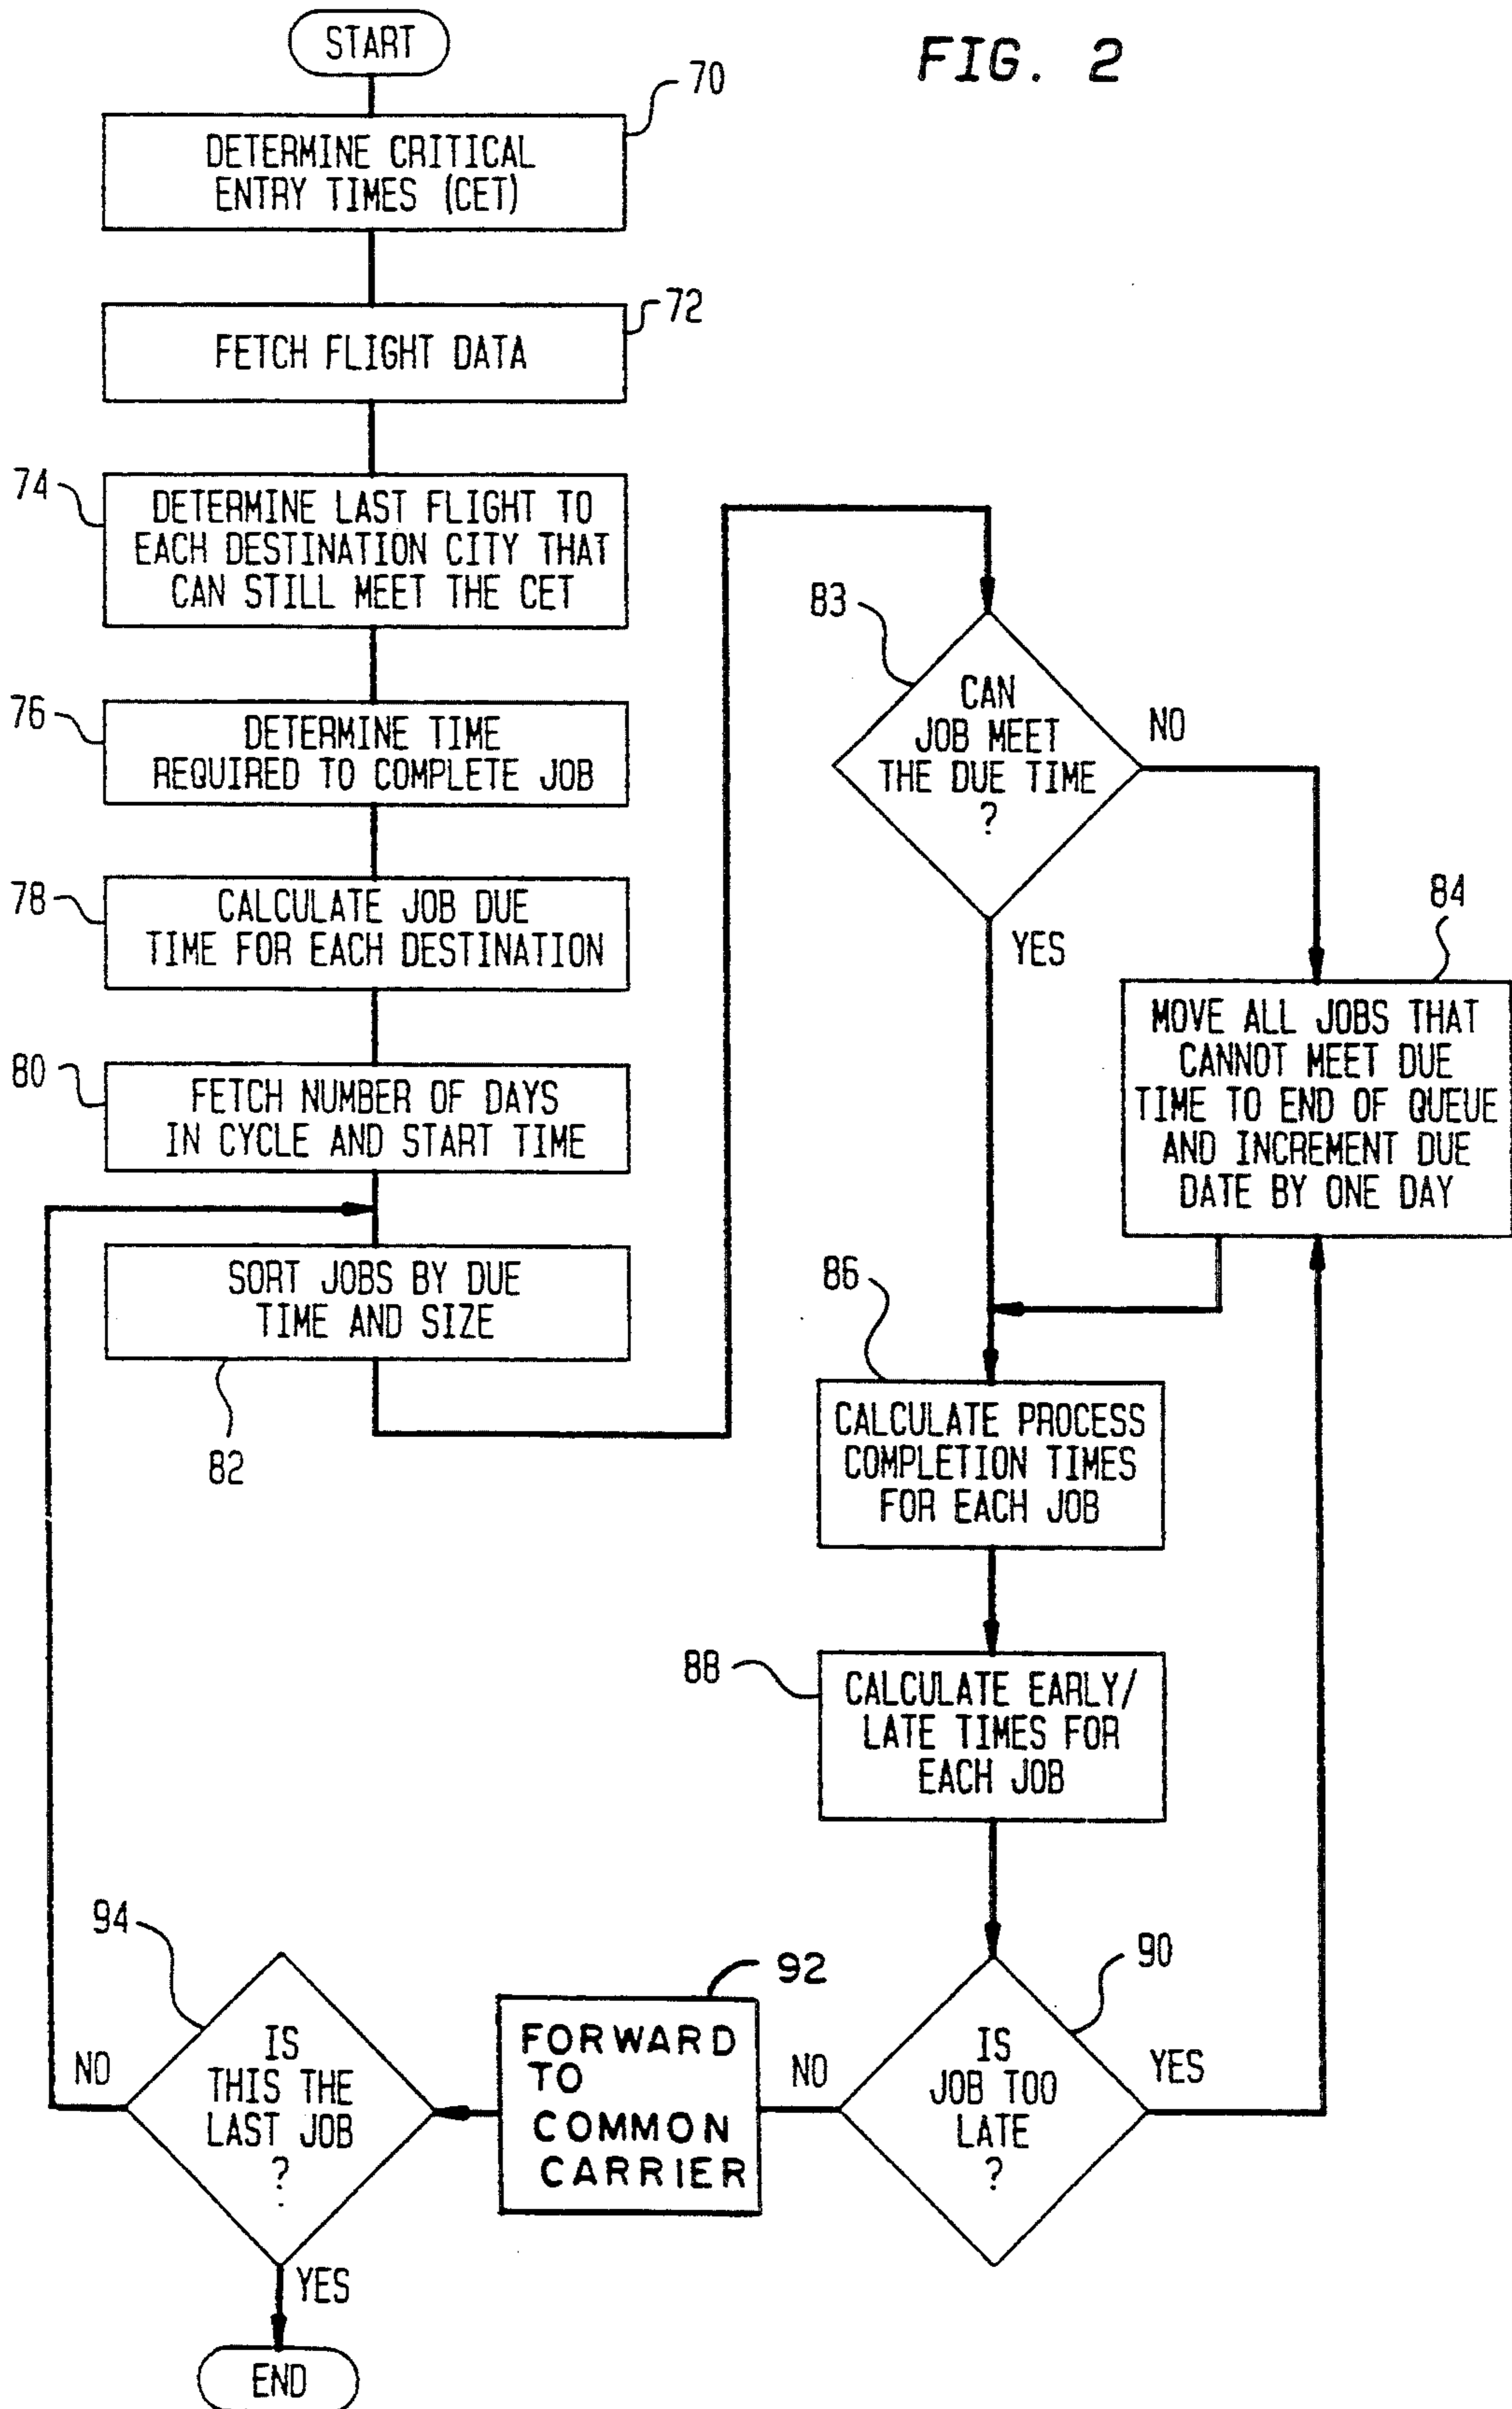 START
FIG. 2
70
DETERMINE CRITICAL
ENTRY TIMES (CET)
72
FETCH FLIGHT DATA
74
DETERMINE LAST FLIGHT TO
EACH DESTINATION CITY THAT
CAN STILL MEET THE CET
76
DETERMINE TIME
REQUIRED TO COMPLETE JOB
78
CALCULATE JOB DUE
TIME FOR EACH DESTINATION
80
FETCH NUMBER OF DAYS
IN CYCLE AND START TIME
SORT JOBS BY DUE
TIME AND SIZE
82
83
CAN
JOB MEET
THE DUE TIME
?
NO
YES
84
MOVE ALL JOBS THAT
CANNOT MEET DUE
TIME TO END OF QUEUE
AND INCREMENT DUE
DATE BY ONE DAY
86
CALCULATE PROCESS
COMPLETION TIMES
FOR EACH JOB
88
CALCULATE EARLY/
LATE TIMES FOR
EACH JOB
90
IS
JOB TOO
LATE
?
YES
NO
92
FORWARD
TO
COMMON
CARRIER
94
IS
THIS THE
LAST JOB
?
NO
YES
END